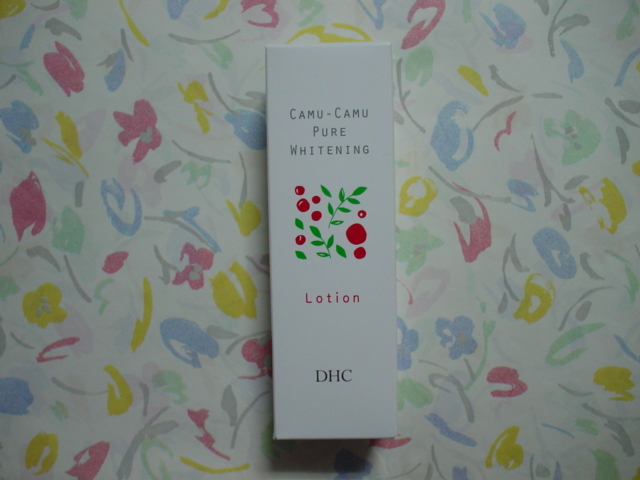 CAMU-CAMU
PURE
WHITENING
Lotion
DHC